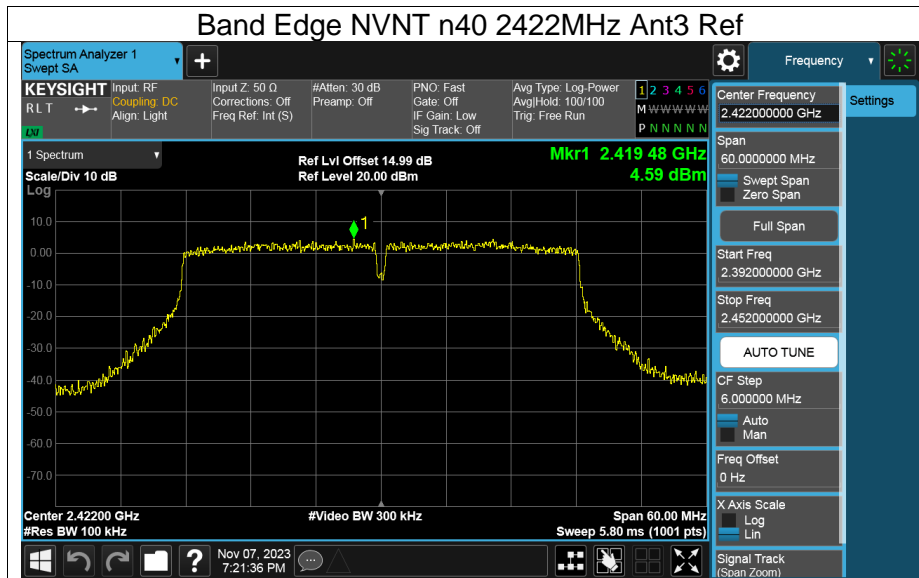 Band Edge NVNT n40 2422MHz Ant3 Ref
Spectrum Analyzer 1
Swept SA
+
Frequency
KEYSIGHT
R L T
LXI
Input: RF
Coupling: DC
Align: Light
Input Z: 50 Ω
Corrections: Off
Freq Ref: Int (S)
#Atten: 30 dB
Preamp: Off
PNO: Fast
Gate: Off
IF Gain: Low
Sig Track: Off
Avg Type: Log-Power
Avg|Hold: 100/100
Trig: Free Run
1 2 3 4 5 6
M W W W W W
P N N N N N
1 Spectrum
Scale/Div 10 dB
Log
Ref Lvl Offset 14.99 dB
Ref Level 20.00 dBm
Mkr1 2.419 48 GHz
4.59 dBm
1
10.0
0.00
-10.0
-20.0
-30.0
-40.0
-50.0
-60.0
-70.0
Center 2.42200 GHz
#Res BW 100 kHz
#Video BW 300 kHz
Span 60.00 MHz
Sweep 5.80 ms (1001 pts)
Center Frequency
2.422000000 GHz
Settings
Span
60.0000000 MHz
Swept Span
Zero Span
Full Span
Start Freq
2.392000000 GHz
Stop Freq
2.452000000 GHz
AUTO TUNE
CF Step
6.000000 MHz
Auto
Man
Freq Offset
0 Hz
X Axis Scale
Log
Lin
Signal Track
(Span Zoom)
?
Nov 07, 2023
7:21:36 PM